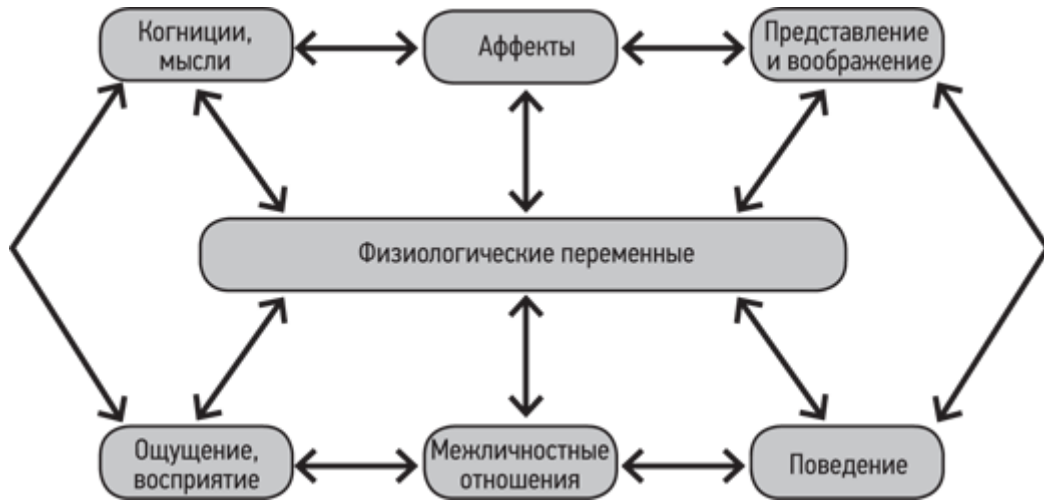 Когниции,
мысли
Аффекты
Представление
и воображение
Физиологические переменные
Ощущение,
восприятие
Межличностные
отношения
Поведение